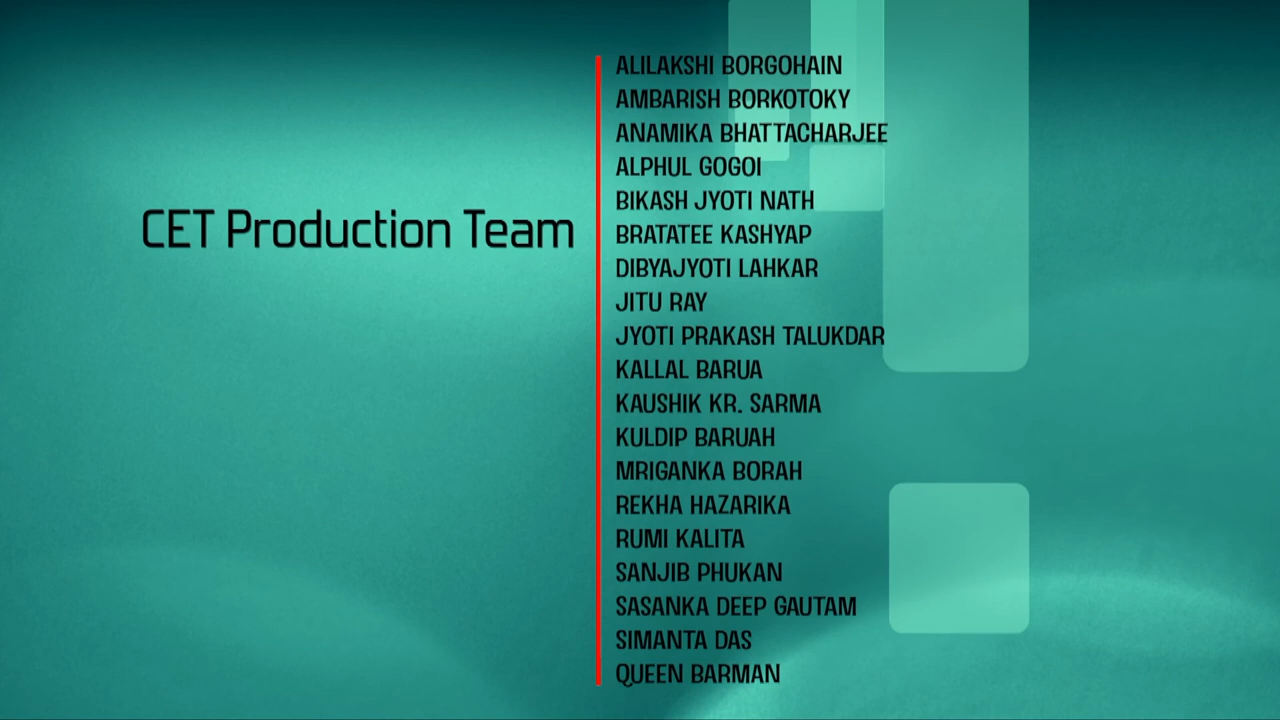 CET Production Team
ALILAKSHI BORGOHAIN
AMBARISH BORKOTOKY
ANAMIKA BHATTACHARJEE
ALPHUL GOGOI
BIKASH JYOTI NATH
BRATATEE KASHYAP
DIBYAJYOTI LAHKAR
JITU RAY
JYOTI PRAKASH TALUKDAR
KALLAL BARUA
KAUSHIK KR. SARMA
KULDIP BARUAH
MRIGANKA BORAH
REKHA HAZARIKA
RUMI KALITA
SANJIB PHUKAN
SASANKA DEEP GAUTAM
SIMANTA DAS
QUEEN BARMAN